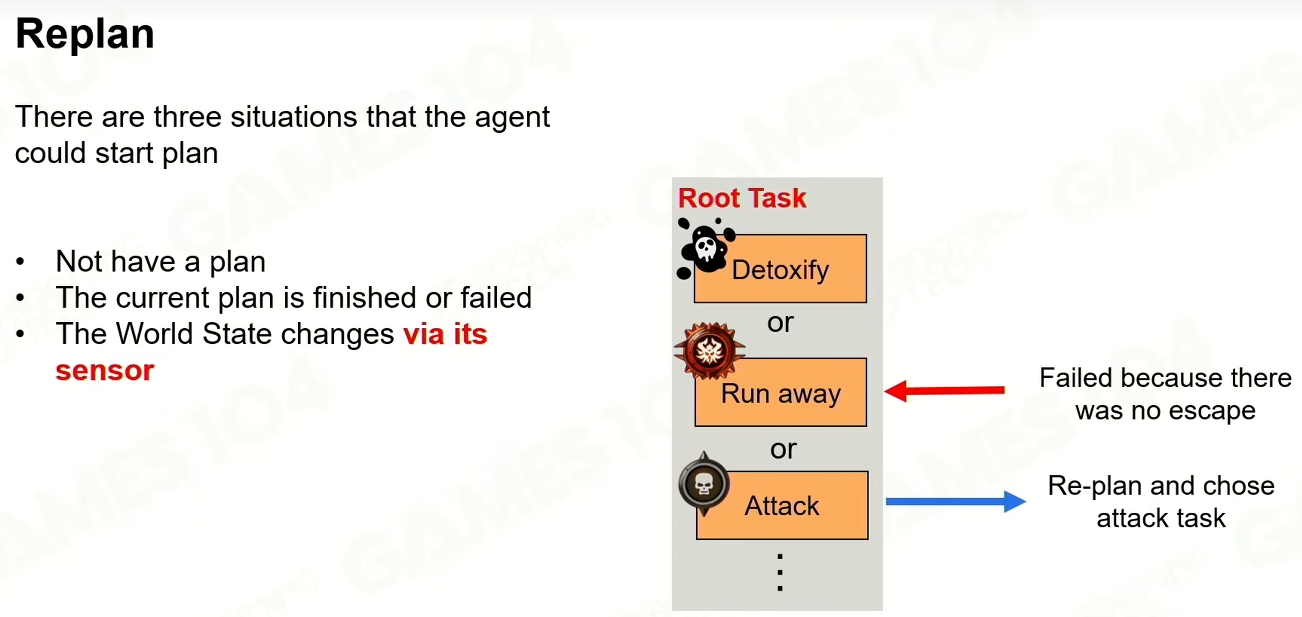 Replan
There are three situations that the agent
could start plan
• Not have a plan
• The current plan is finished or failed
• The World State changes via its
sensor
Root Task
Detoxify
or
Run away
or
Attack
Failed because there
was no escape
Re-plan and chose
attack task
GAMES 104